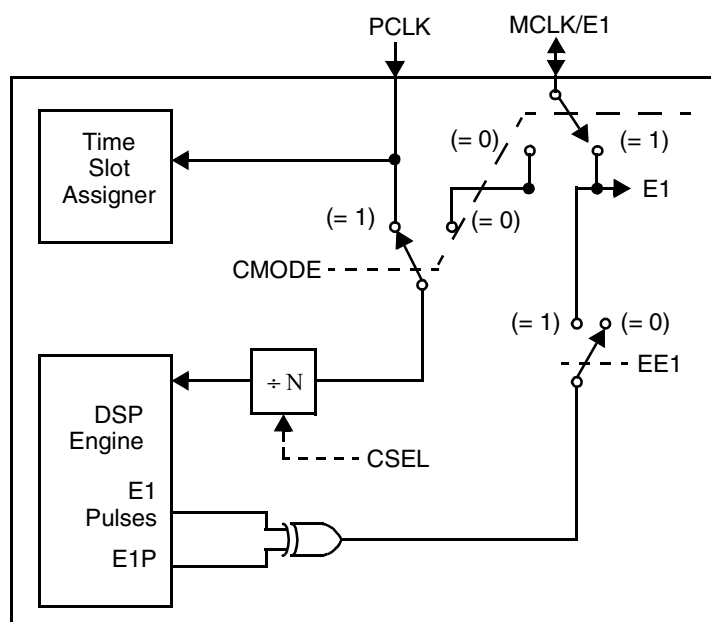 PCLK
MCLK/E1
Time
Slot
Assigner
(= 0)
(= 1)
E1
(= 1)
(= 0)
CMODE
(= 1)
(= 0)
EE1
÷ N
DSP
Engine
CSEL
E1
Pulses
E1P